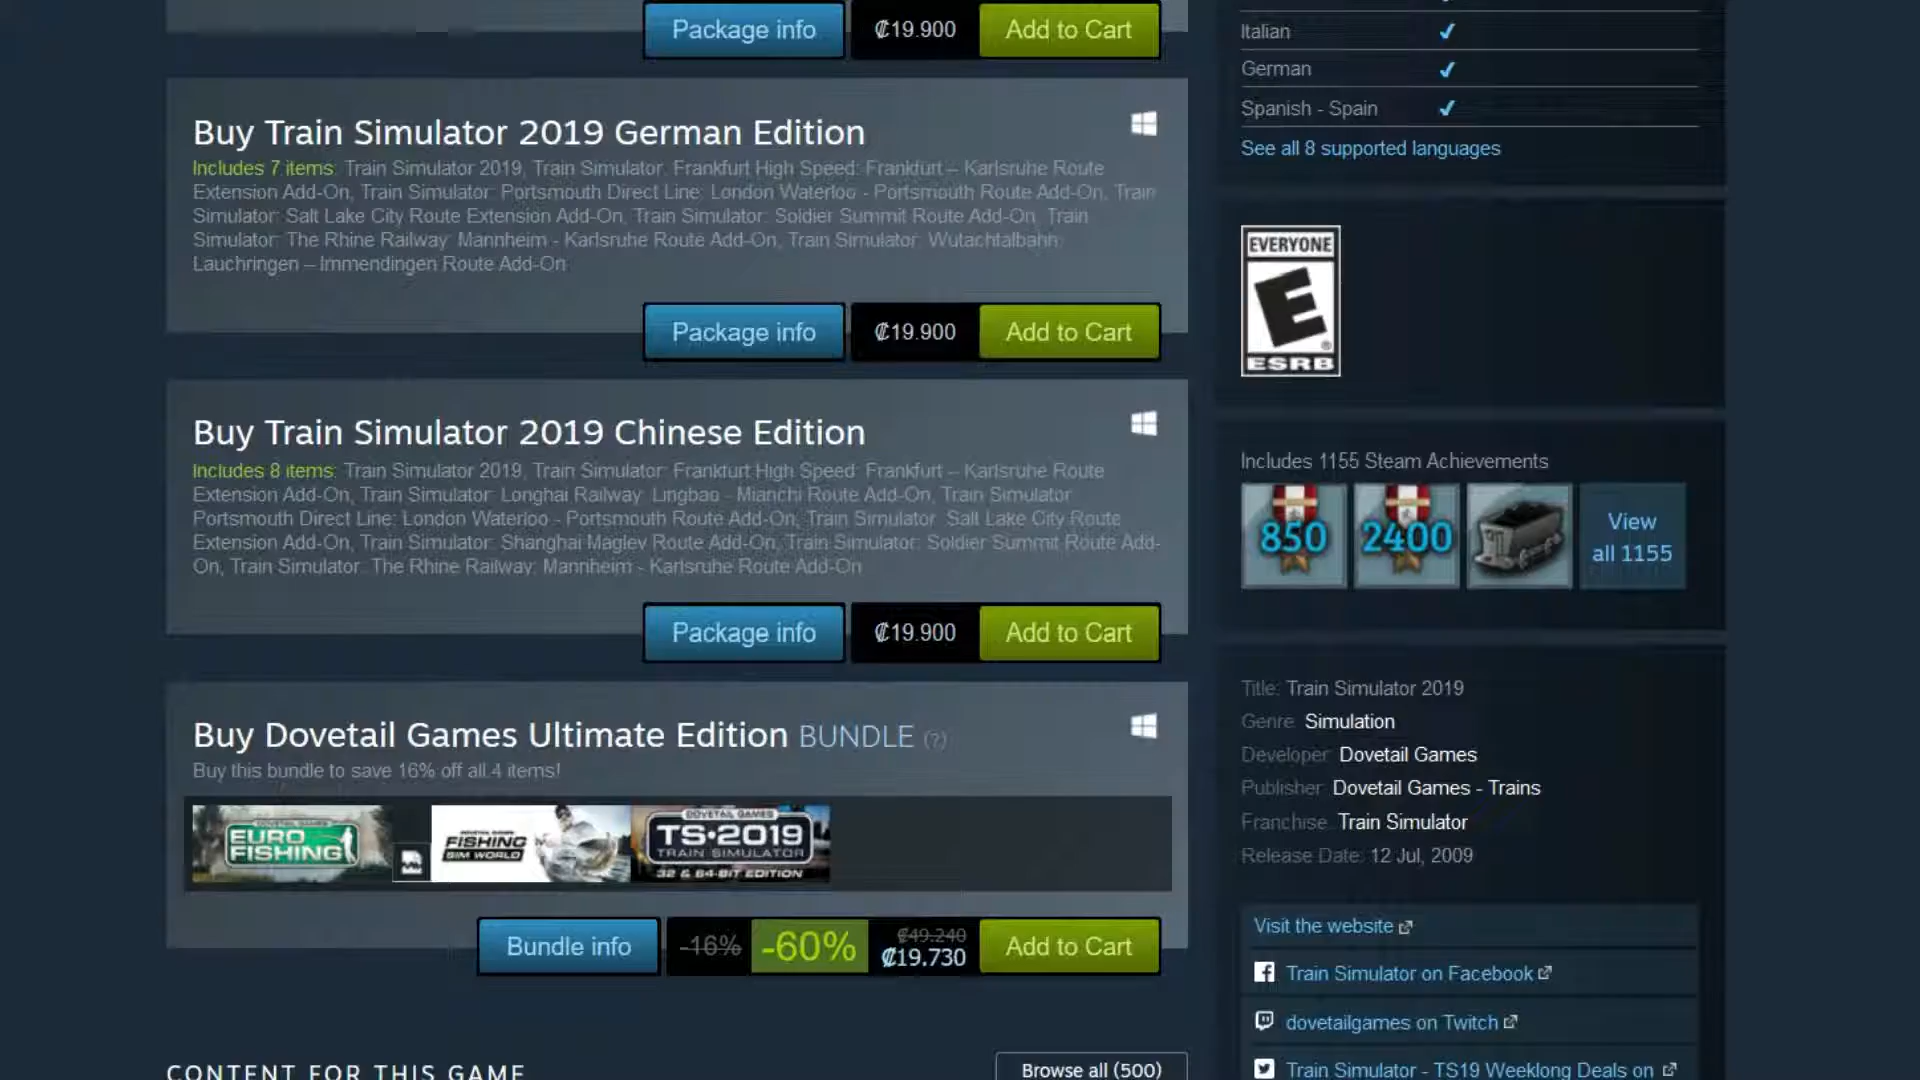 Package info
₡19.900
Add to Cart
Buy Train Simulator 2019 German Edition
Includes 7 items: Train Simulator 2019, Train Simulator: Frankfurt High Speed: Frankfurt – Karlsruhe Route
Extension Add-On, Train Simulator: Portsmouth Direct Line: London Waterloo - Portsmouth Route Add-On, Train
Simulator: Salt Lake City Route Extension Add-On, Train Simulator: Soldier Summit Route Add-On, Train
Simulator: The Rhine Railway: Mannheim - Karlsruhe Route Add-On, Train Simulator: Wutachtalbahn:
Lauchringen – Immendingen Route Add-On
Package info
₡19.900
Add to Cart
Buy Train Simulator 2019 Chinese Edition
Includes 8 items: Train Simulator 2019, Train Simulator: Frankfurt High Speed: Frankfurt – Karlsruhe Route
Extension Add-On, Train Simulator: Longhai Railway: Lingbao - Mianchi Route Add-On, Train Simulator:
Portsmouth Direct Line: London Waterloo - Portsmouth Route Add-On, Train Simulator: Salt Lake City Route
Extension Add-On, Train Simulator: Shanghai Maglev Route Add-On, Train Simulator: Soldier Summit Route Add-
On, Train Simulator: The Rhine Railway: Mannheim - Karlsruhe Route Add-On
Package info
₡19.900
Add to Cart
Buy Dovetail Games Ultimate Edition BUNDLE (?)
Buy this bundle to save 16% off all 4 items!
DOVETAIL GAMES
EURO
FISHING
DOVETAIL GAMES
FISHING
SIM WORLD
DOVETAIL GAMES
TS·2019
TRAIN SIMULATOR
32 & 64-BIT EDITION
Bundle info
-16%
-60%
₡49.240
₡19.730
Add to Cart
CONTENT FOR THIS GAME
Browse all (500)
Italian ✔
German ✔
Spanish - Spain ✔
See all 8 supported languages
EVERYONE
E
®
ESRB
Includes 1155 Steam Achievements
850
2400
View
all 1155
Title: Train Simulator 2019
Genre: Simulation
Developer: Dovetail Games
Publisher: Dovetail Games - Trains
Franchise: Train Simulator
Release Date: 12 Jul, 2009
Visit the website
Train Simulator on Facebook
dovetailgames on Twitch
Train Simulator - TS19 Weeklong Deals on